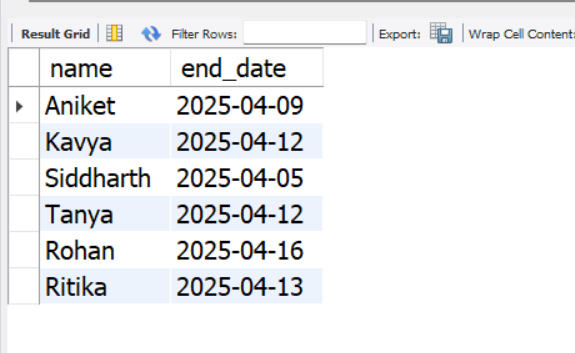 Result Grid Filter Rows: Export: Wrap Cell Content:
name end_date
Aniket 2025-04-09
Kavya 2025-04-12
Siddharth 2025-04-05
Tanya 2025-04-12
Rohan 2025-04-16
Ritika 2025-04-13